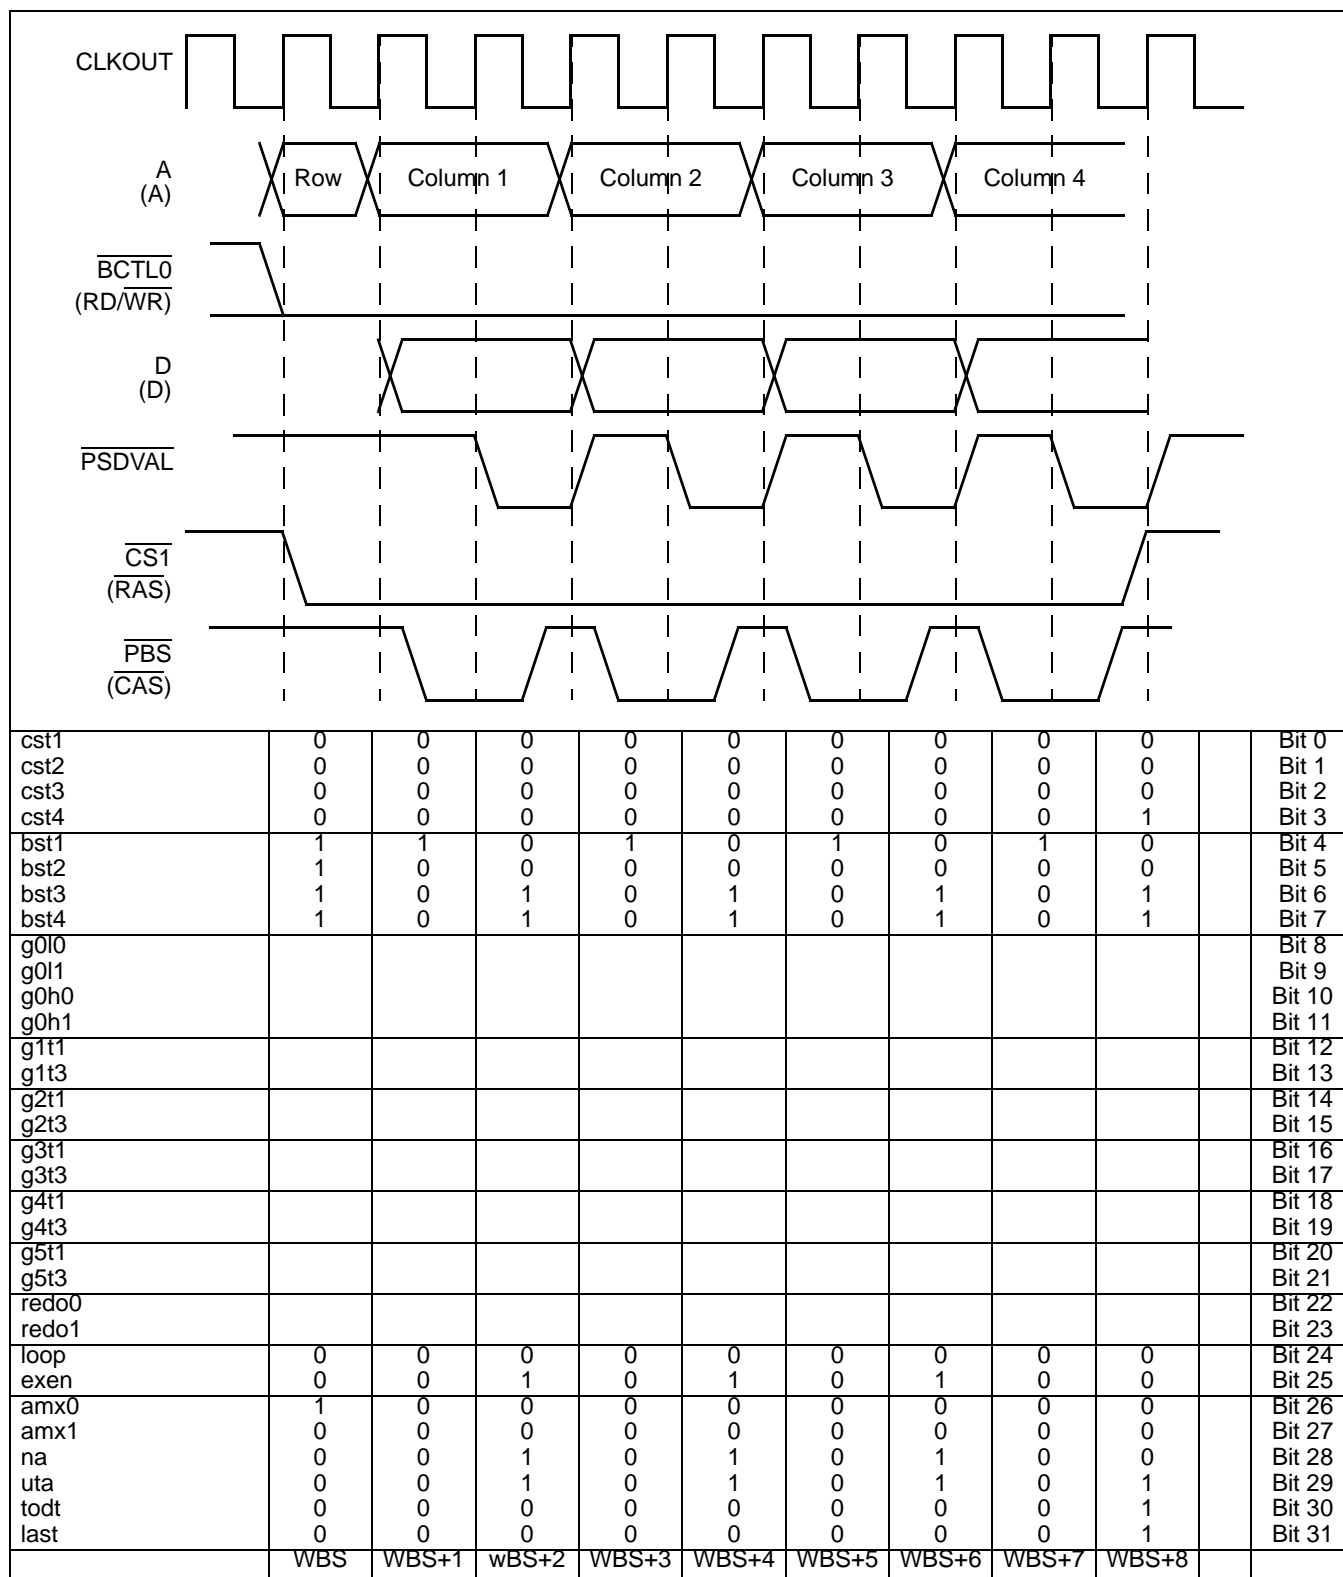 CLKOUT
A
(A)
Row Column 1 Column 2 Column 3 Column 4
BCTL0
(RD/WR)
D
(D)
PSDVAL
CS1
(RAS)
PBS
(CAS)
cst1 0 0 0 0 0 0 0 0 0 Bit 0
cst2 0 0 0 0 0 0 0 0 0 Bit 1
cst3 0 0 0 0 0 0 0 0 0 Bit 2
cst4 0 0 0 0 0 0 0 0 1 Bit 3
bst1 1 1 0 1 0 1 0 1 0 Bit 4
bst2 1 0 0 0 0 0 0 0 0 Bit 5
bst3 1 0 1 0 1 0 1 0 1 Bit 6
bst4 1 0 1 0 1 0 1 0 1 Bit 7
g0l0 Bit 8
g0l1 Bit 9
g0h0 Bit 10
g0h1 Bit 11
g1t1 Bit 12
g1t3 Bit 13
g2t1 Bit 14
g2t3 Bit 15
g3t1 Bit 16
g3t3 Bit 17
g4t1 Bit 18
g4t3 Bit 19
g5t1 Bit 20
g5t3 Bit 21
redo0 Bit 22
redo1 Bit 23
loop 0 0 0 0 0 0 0 0 0 Bit 24
exen 0 0 1 0 1 0 1 0 0 Bit 25
amx0 1 0 0 0 0 0 0 0 0 Bit 26
amx1 0 0 0 0 0 0 0 0 0 Bit 27
na 0 0 1 0 1 0 1 0 0 Bit 28
uta 0 0 1 0 1 0 1 0 1 Bit 29
todt 0 0 0 0 0 0 0 0 1 Bit 30
last 0 0 0 0 0 0 0 0 1 Bit 31
WBS WBS+1 wBS+2 WBS+3 WBS+4 WBS+5 WBS+6 WBS+7 WBS+8